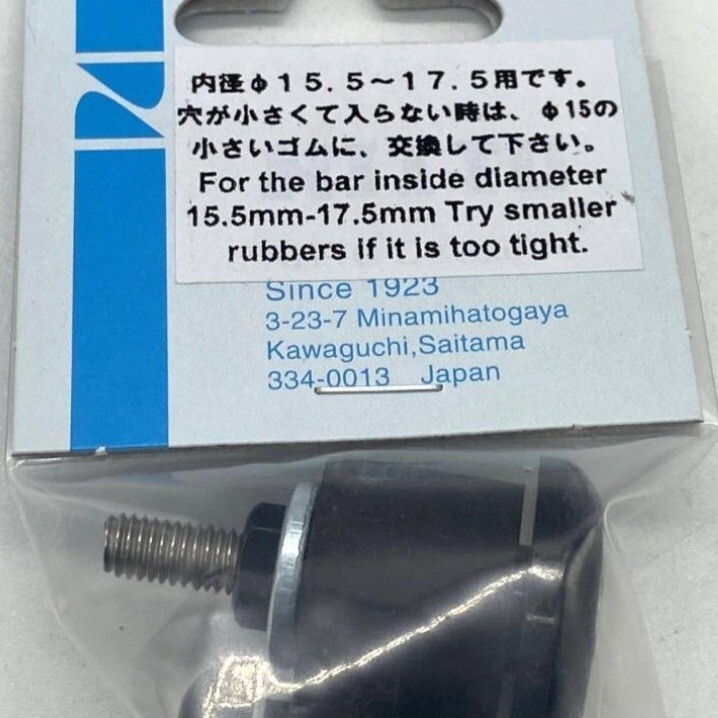 内径φ15.5～17.5用です。
穴が小さくて入らない時は、φ15の
小さいゴムに、交換して下さい。
For the bar inside diameter
15.5mm-17.5mm Try smaller
rubbers if it is too tight.
Since 1923
3-23-7 Minamihatogaya
Kawaguchi,Saitama
334-0013 Japan